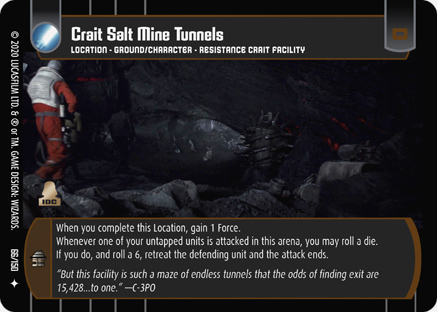 Crait Salt Mine Tunnels
LOCATION - GROUND/CHARACTER - RESISTANCE CRAIT FACILITY
IDC
When you complete this Location, gain 1 Force.
Whenever one of your untapped units is attacked in this arena, you may roll a die.
If you do, and roll a 6, retreat the defending unit and the attack ends.
"But this facility is such a maze of endless tunnels that the odds of finding exit are
15,428...to one." —C-3PO
© 2020 LUCASFILM LTD. & ® or TM. GAME DESIGN: WIZARDS.